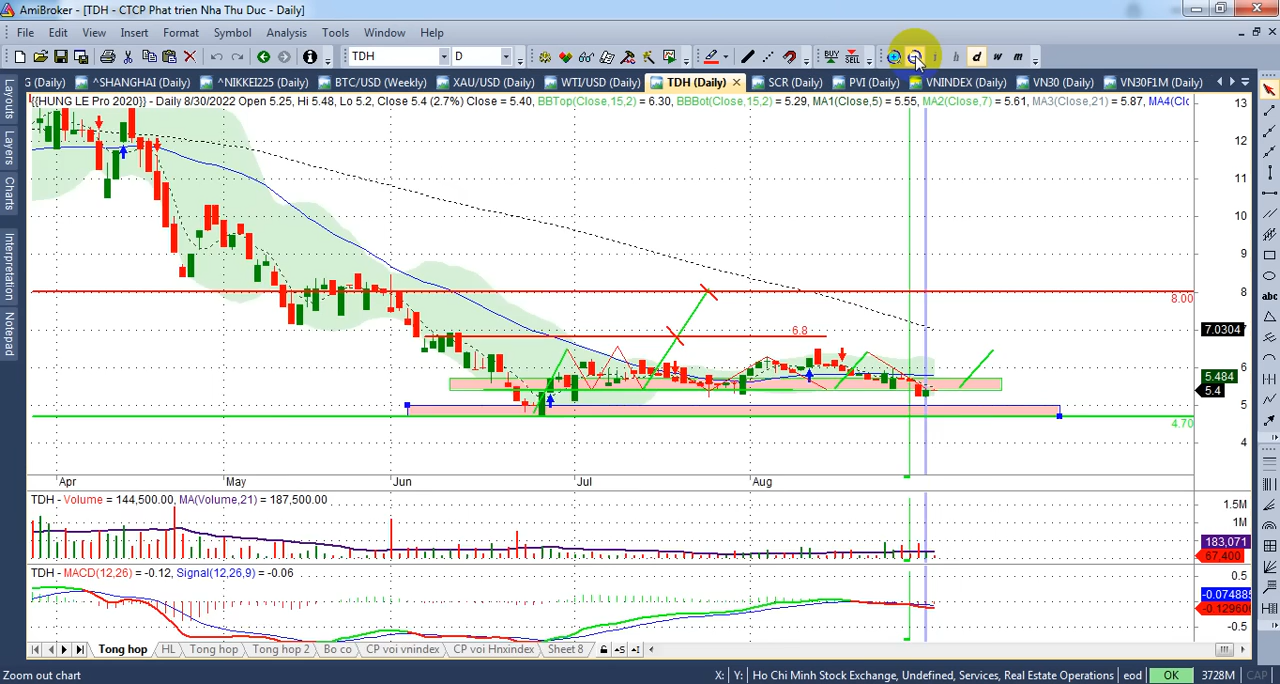 AmiBroker - [TDH - CTCP Phat trien Nha Thu Duc - Daily]
File Edit View Insert Format Symbol Analysis Tools Window Help
TDH D BUY SELL h d w m
G (Daily) ^SHANGHAI (Daily) ^NIKKEI225 (Daily) BTC/USD (Weekly) XAU/USD (Daily) WTI/USD (Daily) TDH (Daily) SCR (Daily) PVI (Daily) VNINDEX (Daily) VN30 (Daily) VN30F1M (Daily)
{{HUNG LE Pro 2020}} - Daily 8/30/2022 Open 5.25, Hi 5.48, Lo 5.2, Close 5.4 (2.7%) Close = 5.40, BBTop(Close,15,2) = 6.30, BBBot(Close,15,2) = 5.29, MA1(Close,5) = 5.55, MA2(Close,7) = 5.61, MA3(Close,21) = 5.87, MA4(Clc
Layouts
Layers
Charts
Interpretation
Notepad
13
12
11
10
9
8
8.00
7.0304
6.8
6
5.484
5.4
5
4.70
4
Apr May Jun Jul Aug
TDH - Volume = 144,500.00, MA(Volume,21) = 187,500.00
1.5M
1M
183,071
67,400
TDH - MACD(12,26) = -0.12, Signal(12,26,9) = -0.06
0.5
-0.074885
-0.129606
-0.5
abc
Tong hop HL Tong hop Tong hop 2 Bo co CP voi vnindex CP voi Hnxindex Sheet 8
Zoom out chart X: Y: Ho Chi Minh Stock Exchange, Undefined, Services, Real Estate Operations eod OK 3728M CAP